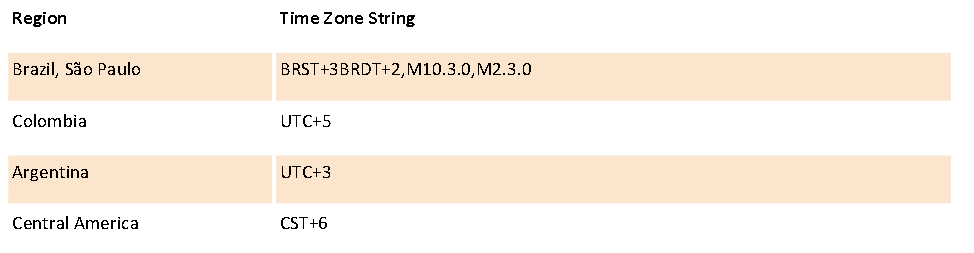 Region Time Zone String
Brazil, São Paulo BRST+3BRDT+2,M10.3.0,M2.3.0
Colombia UTC+5
Argentina UTC+3
Central America CST+6